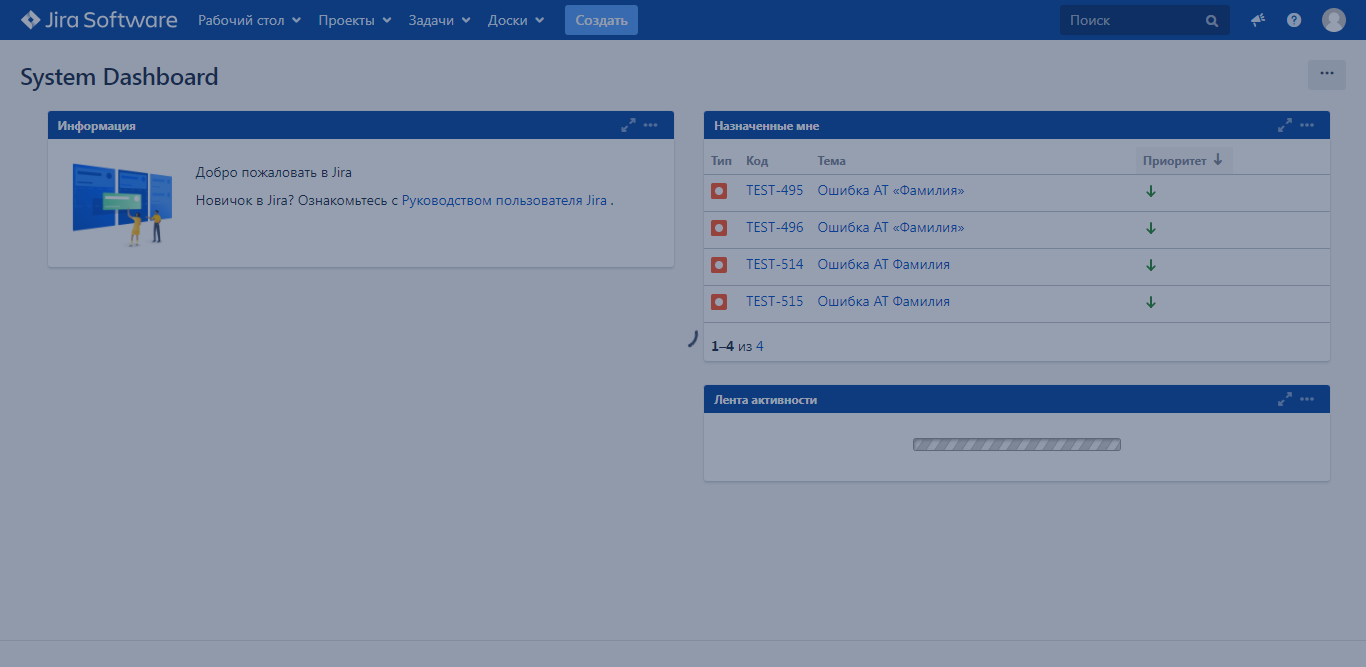 Jira Software Рабочий стол Проекты Задачи Доски Создать Поиск ?
System Dashboard
Информация
Добро пожаловать в Jira
Новичок в Jira? Ознакомьтесь с Руководством пользователя Jira .
Назначенные мне
Тип Код Тема Приоритет
TEST-495 Ошибка АТ «Фамилия»
TEST-496 Ошибка АТ «Фамилия»
TEST-514 Ошибка АТ Фамилия
TEST-515 Ошибка АТ Фамилия
1–4 из 4
Лента активности